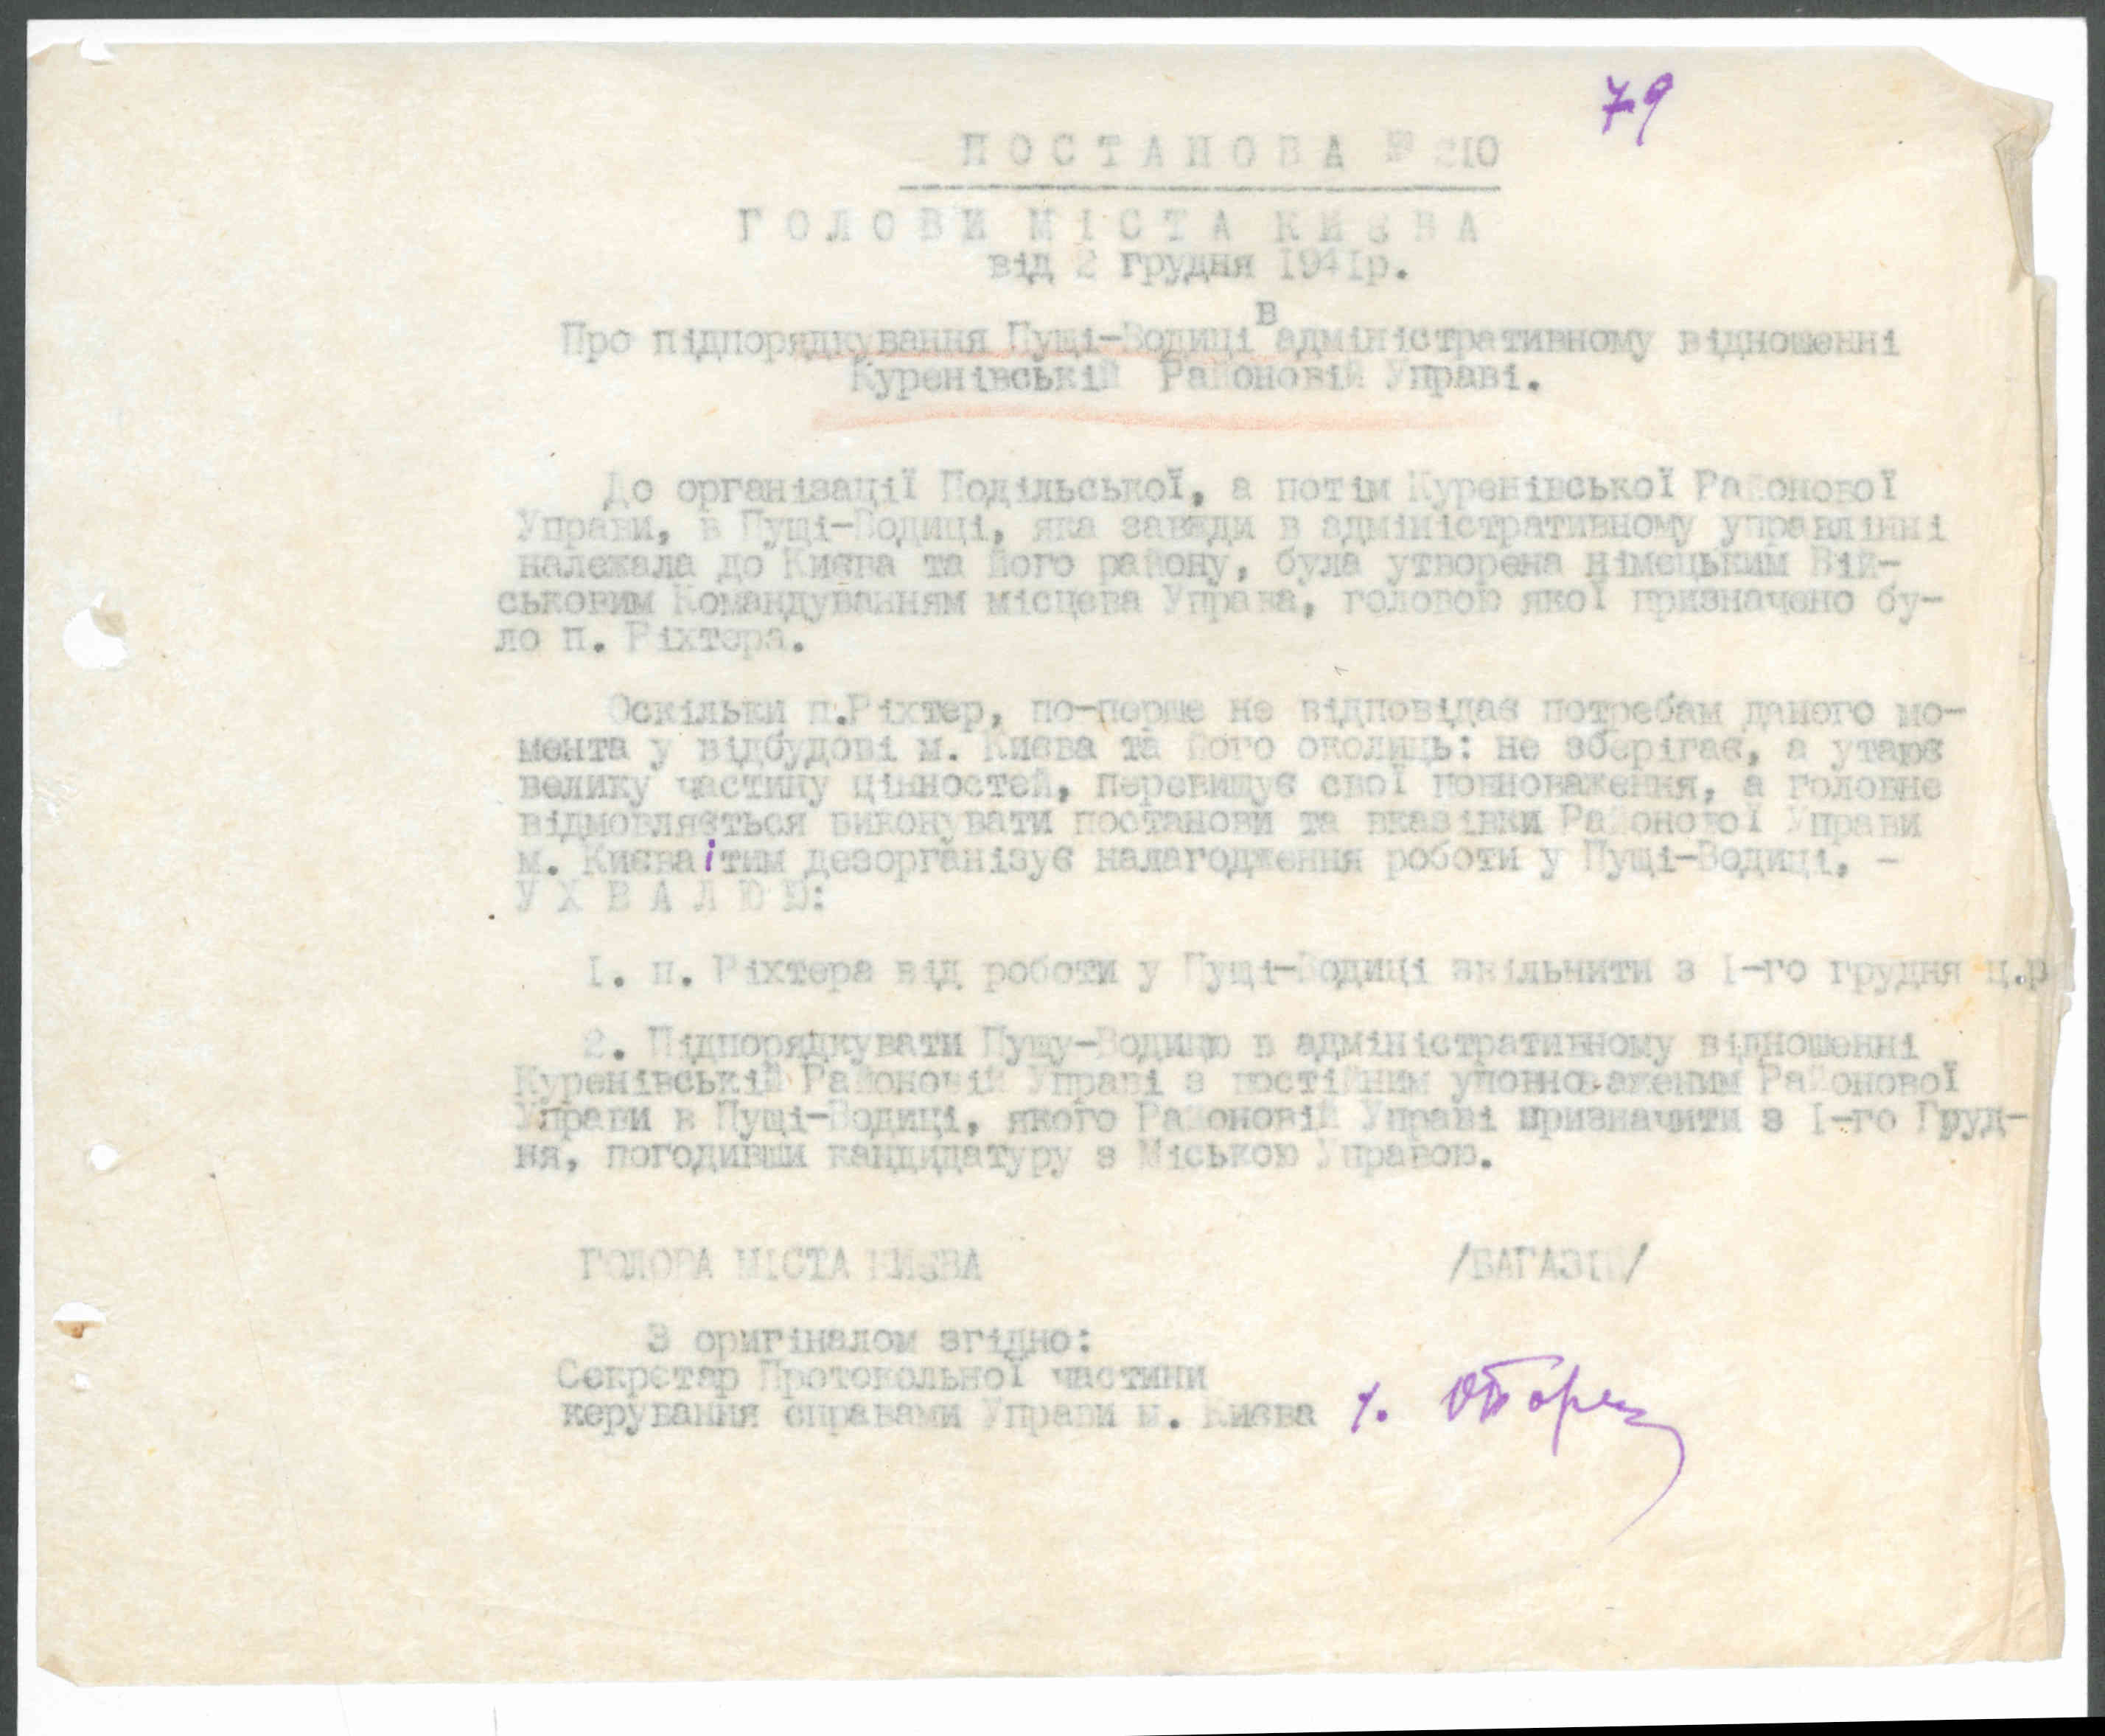 79
ПОСТАНОВА № 210
ГОЛОВИ МІСТА КИЄВА
від 2 грудня 1941р.
в
Про підпорядкування Пущі-Водиці адміністративному відношенні
Куренівській Районовій Управі.
До організації Подільської, а потім Куренівської Районової
Управи, в Пущі-Водиці, яка завжди в адміністративному управлінні
належала до Києва та його району, була утворена німецьким Вій-
ськовим Командуванням місцева Управа, головою якої призначено бу-
ло п. Ріхтера.
Оскільки п.Ріхтер, по-перше не відповідає потребам даного мо-
мента у відбудові м. Києва та його околиць: не зберігає, а утарє
велику частину цінностей, перевищує свої повноваження, а головне
відмовляється виконувати постанови та вказівки Районової Управи
м. Києва і тим дезорганізує налагодження роботи у Пущі-Водиці, -
УХВАЛЮЮ:
1. п. Ріхтера від роботи у Пущі-Водиці звільнити з 1-го грудня ц.р
2. Підпорядкувати Пущу-Водицю в адміністративному відношенні
Куренівській Районовій Управі з постійним уповноваженим Районової
Управи в Пущі-Водиці, якого Районовій Управі призначити з 1-го Груд-
ня, погодивши кандидатуру з Міською Управою.
ГОЛОВА МІСТА КИЄВА /БАГАЗІЙ/
З оригіналом згідно:
Секретар Протокольної частини
керування справами Управи м. Києва